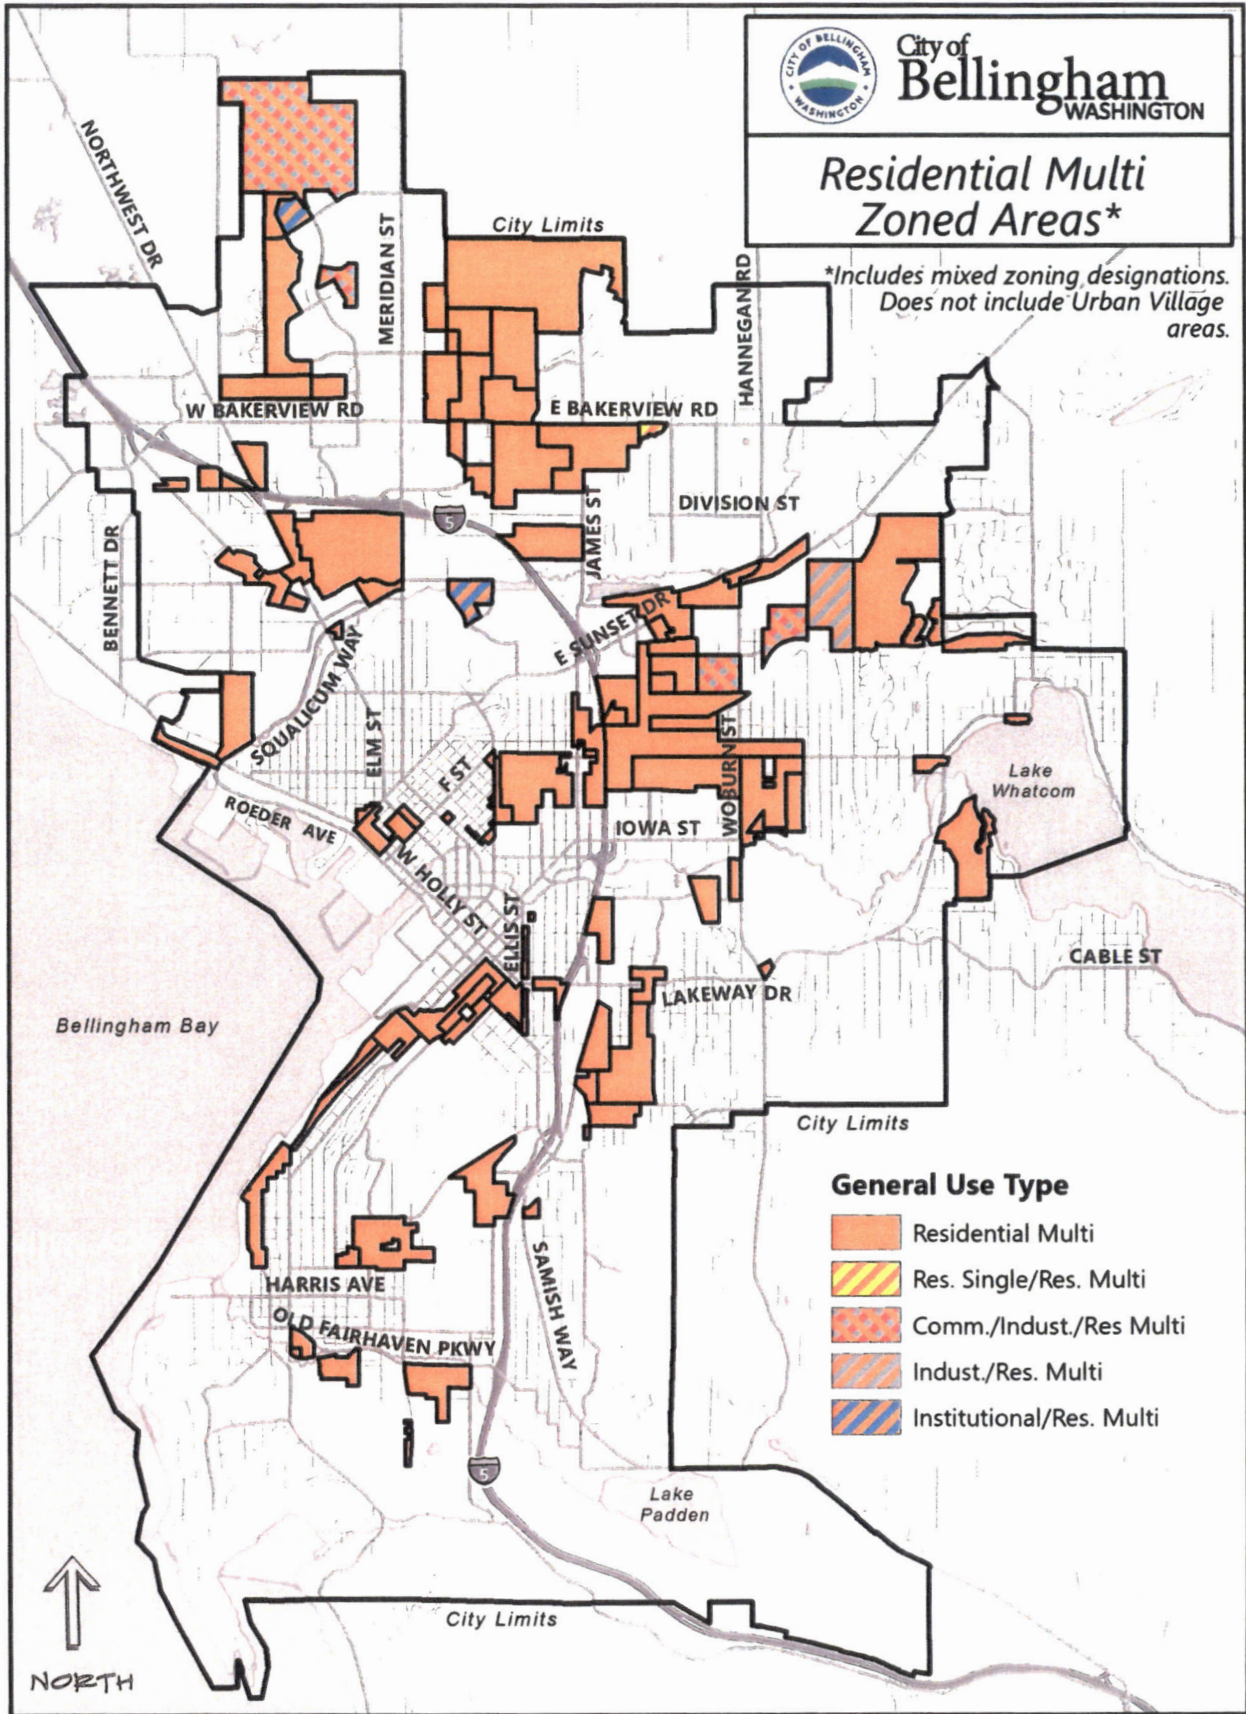 CITY OF BELLINGHAM
WASHINGTON
City of
Bellingham
WASHINGTON
Residential Multi
Zoned Areas*
*Includes mixed zoning designations.
Does not include Urban Village
areas.
NORTHWEST DR
MERIDIAN ST
City Limits
HANNEGAN RD
W BAKERVIEW RD
E BAKERVIEW RD
DIVISION ST
JAMES ST
5
BENNETT DR
E SUNSET DR
SQUALICUM WAY
ELM ST
F ST
WOBURN ST
Lake
Whatcom
ROEDER AVE
IOWA ST
W HOLLY ST
ELLIS ST
CABLE ST
LAKEWAY DR
Bellingham Bay
City Limits
General Use Type
Residential Multi
Res. Single/Res. Multi
Comm./Indust./Res Multi
Indust./Res. Multi
Institutional/Res. Multi
SAMISH WAY
HARRIS AVE
OLD FAIRHAVEN PKWY
5
Lake
Padden
City Limits
NORTH